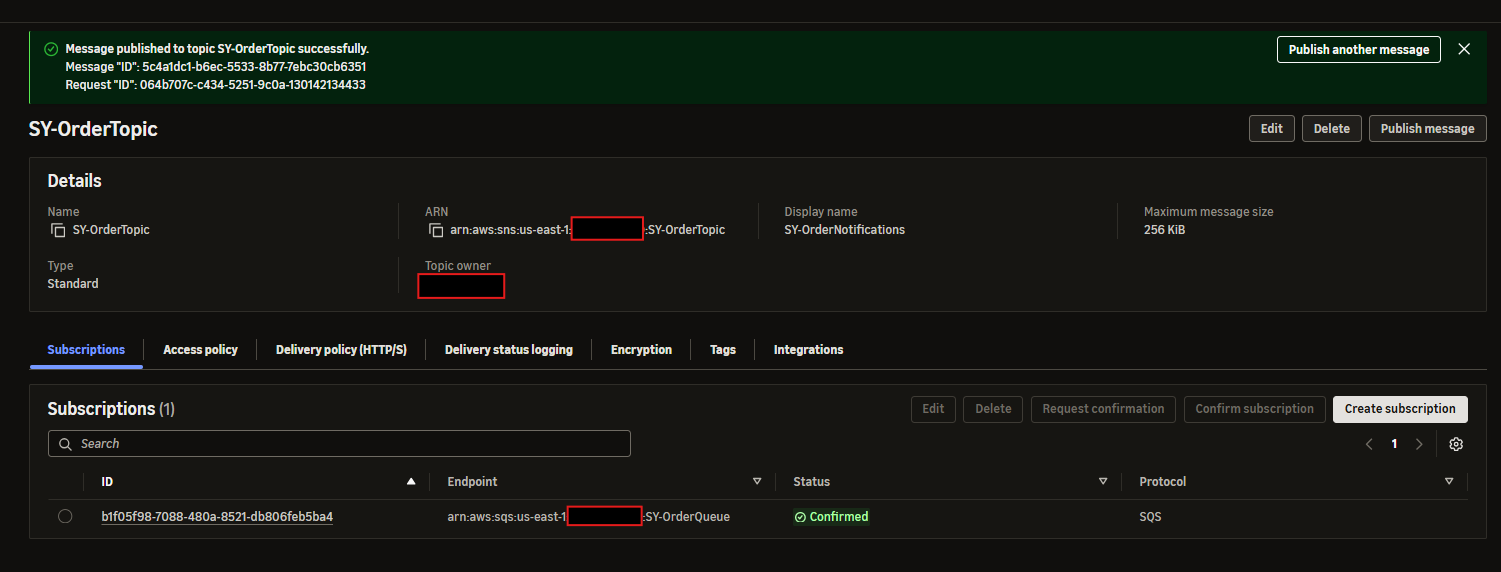 Message published to topic SY-OrderTopic successfully.
Publish another message
Message "ID": 5c4a1dc1-b6ec-5533-8b77-7ebc30cb6351
Request "ID": 064b707c-c434-5251-9c0a-130142134433
SY-OrderTopic
Edit
Delete
Publish message
Details
Name
ARN
Display name
Maximum message size
SY-OrderTopic
arn:aws:sns:us-east-1: :SY-OrderTopic
SY-OrderNotifications
256 KiB
Type
Topic owner
Standard
Subscriptions
Access policy
Delivery policy (HTTP/S)
Delivery status logging
Encryption
Tags
Integrations
Subscriptions (1)
Edit
Delete
Request confirmation
Confirm subscription
Create subscription
Search
1
ID
Endpoint
Status
Protocol
b1f05f98-7088-480a-8521-db806feb5ba4
arn:aws:sqs:us-east-1 :SY-OrderQueue
Confirmed
SQS